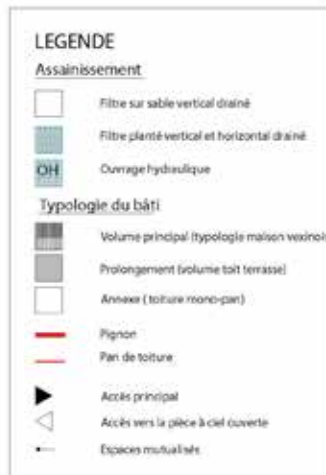 LEGENDE
Assainissement
Filtre sur sable vertical drainé
Filtre planté vertical et horizontal drainé
OH Ouvrage hydraulique
Typologie du bâti
Volume principal (typologie maison vexinois
Prolongement (volume toit terrasse)
Annexe ( toiture mono-pan)
Pignon
Pan de toiture
Accès principal
Accès vers la pièce à ciel ouverte
Espaces mutualisés